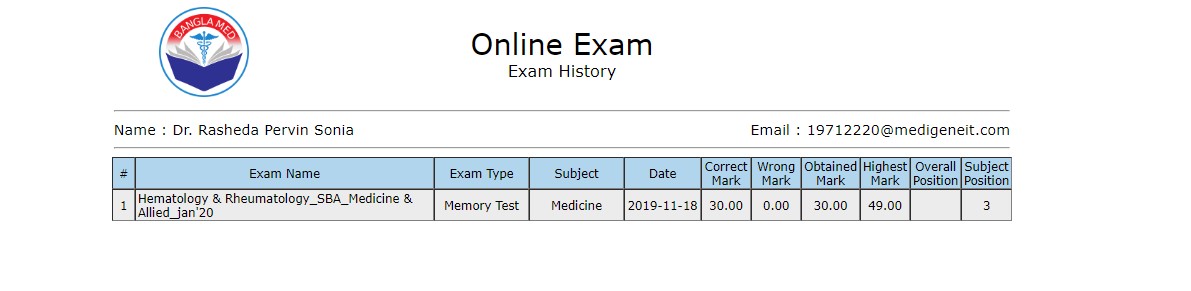 BANGLA MED
Online Exam
Exam History
Name : Dr. Rasheda Pervin Sonia
Email : 19712220@medigeneit.com
# Exam Name Exam Type Subject Date Correct Mark Wrong Mark Obtained Mark Highest Mark Overall Position Subject Position
1 Hematology & Rheumatology_SBA_Medicine & Allied_jan'20 Memory Test Medicine 2019-11-18 30.00 0.00 30.00 49.00 3